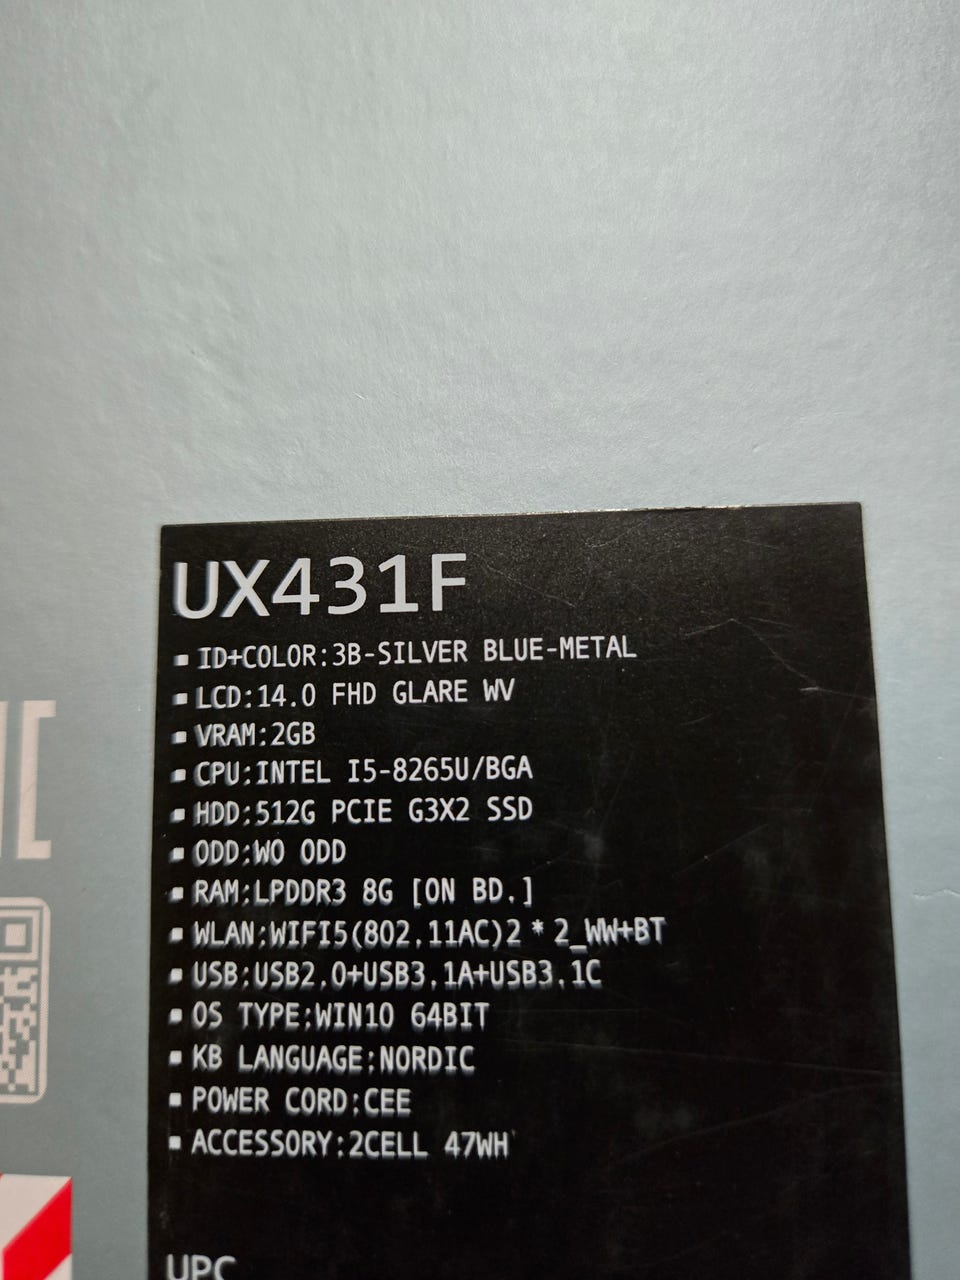 UX431F
▪ ID+COLOR:3B-SILVER BLUE-METAL
▪ LCD:14.0 FHD GLARE WV
▪ VRAM:2GB
▪ CPU:INTEL I5-8265U/BGA
▪ HDD:512G PCIE G3X2 SSD
▪ ODD:WO ODD
▪ RAM:LPDDR3 8G [ON BD.]
▪ WLAN:WIFI5(802.11AC)2*2_WW+BT
▪ USB:USB2.0+USB3.1A+USB3.1C
▪ OS TYPE:WIN10 64BIT
▪ KB LANGUAGE:NORDIC
▪ POWER CORD:CEE
▪ ACCESSORY:2CELL 47WH
UPC